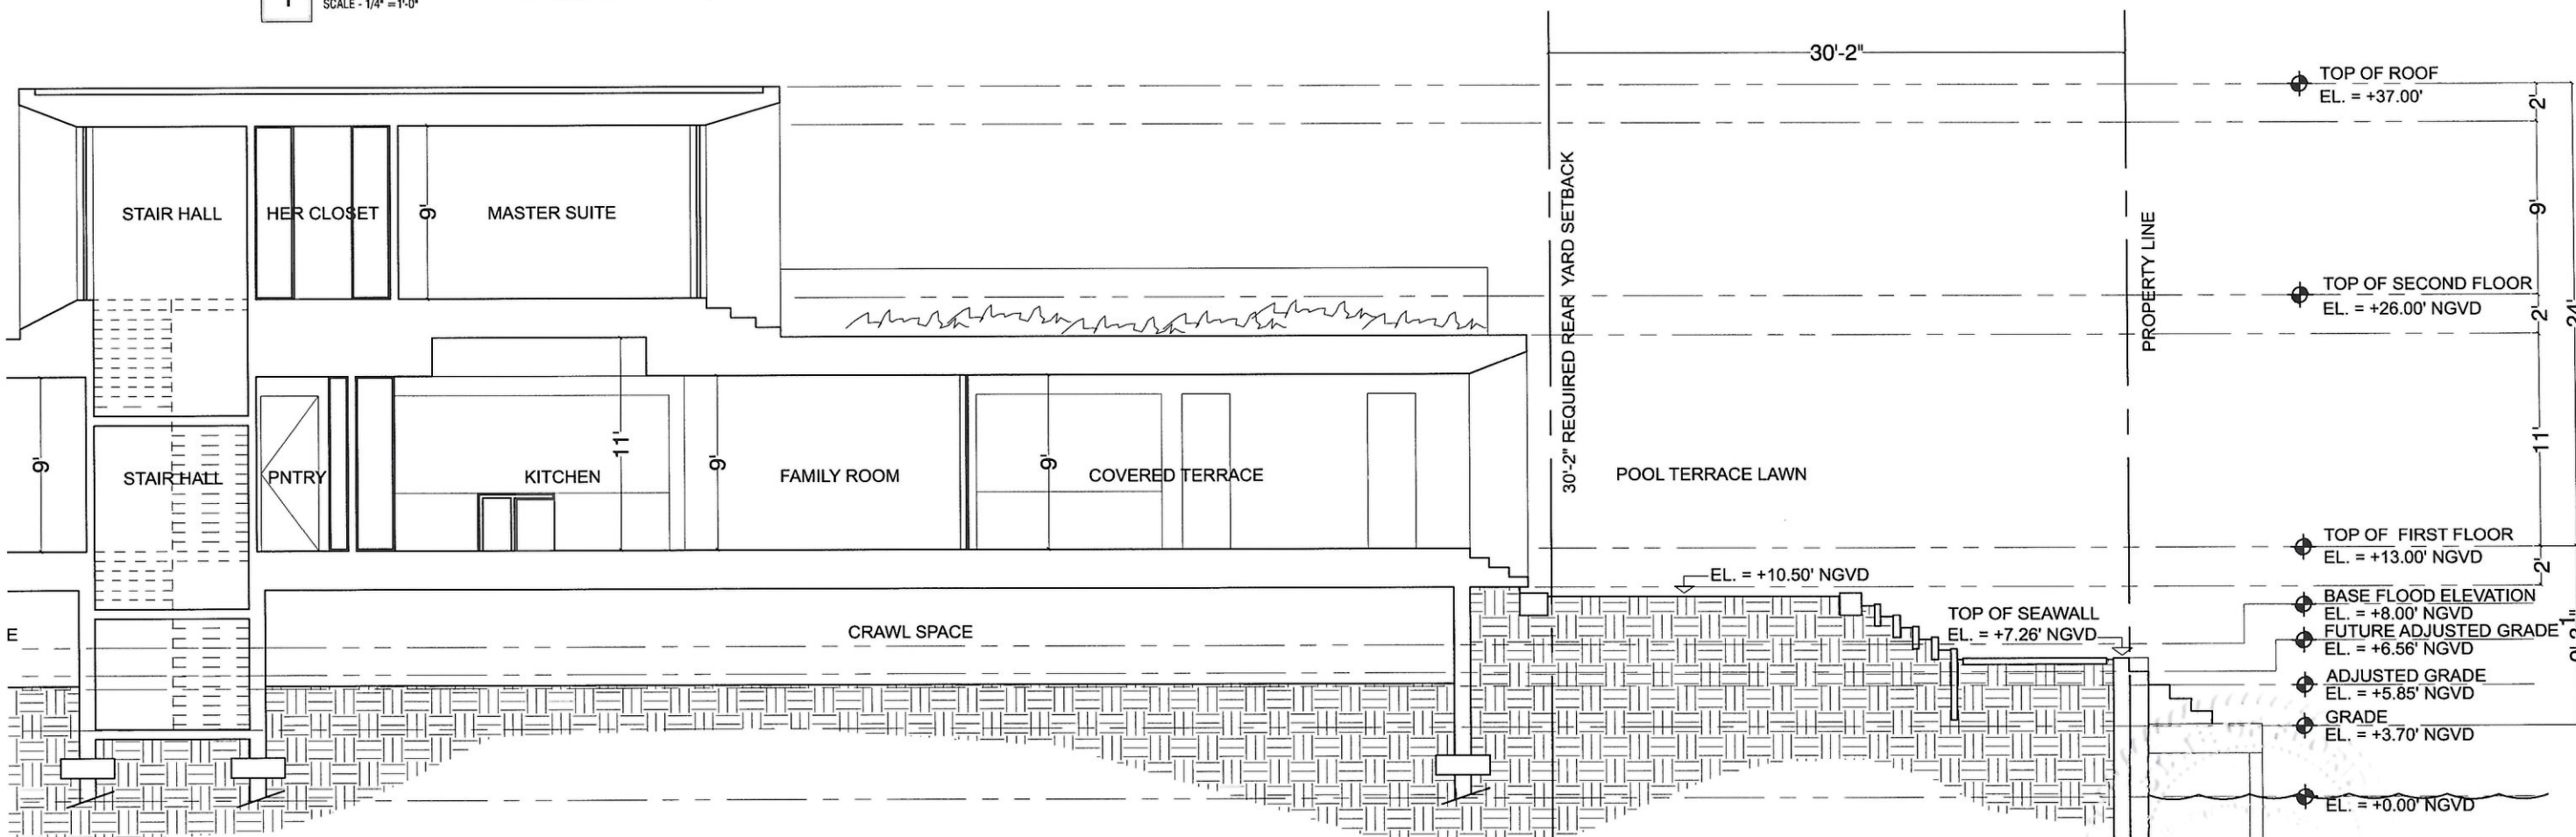 1
SCALE - 1/4" = 1'-0"
30'-2"
TOP OF ROOF
EL. = +37.00'
2'
STAIR HALL
HER CLOSET
9'
MASTER SUITE
30'-2" REQUIRED REAR YARD SETBACK
PROPERTY LINE
9'
TOP OF SECOND FLOOR
EL. = +26.00' NGVD
2'
24'
9'
STAIR HALL
PNTRY
KITCHEN
11'
9'
FAMILY ROOM
9'
COVERED TERRACE
POOL TERRACE LAWN
11'
TOP OF FIRST FLOOR
EL. = +13.00' NGVD
2'
EL. = +10.50' NGVD
BASE FLOOD ELEVATION
EL. = +8.00' NGVD
TOP OF SEAWALL
EL. = +7.26' NGVD
FUTURE ADJUSTED GRADE
EL. = +6.56' NGVD
E
CRAWL SPACE
ADJUSTED GRADE
EL. = +5.85' NGVD
GRADE
EL. = +3.70' NGVD
EL. = +0.00' NGVD